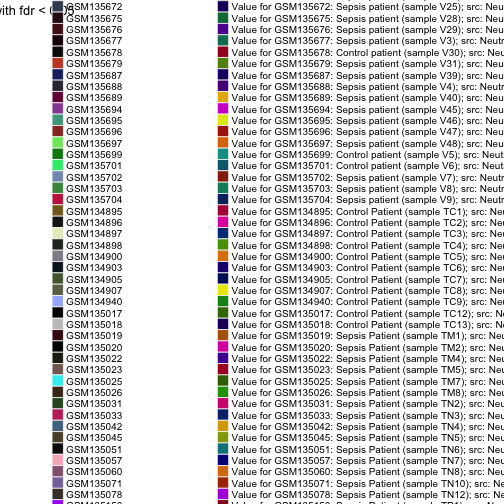 with fdr < 0.05
GSM135672 Value for GSM135672: Sepsis patient (sample V25); src: Neu
GSM135675 Value for GSM135675: Sepsis patient (sample V28); src: Neu
GSM135676 Value for GSM135676: Sepsis patient (sample V29); src: Neu
GSM135677 Value for GSM135677: Sepsis patient (sample V3); src: Neutr
GSM135678 Value for GSM135678: Control patient (sample V30); src: Neu
GSM135679 Value for GSM135679: Sepsis patient (sample V31); src: Neu
GSM135687 Value for GSM135687: Sepsis patient (sample V39); src: Neu
GSM135688 Value for GSM135688: Sepsis patient (sample V4); src: Neutr
GSM135689 Value for GSM135689: Sepsis patient (sample V40); src: Neu
GSM135694 Value for GSM135694: Sepsis patient (sample V45); src: Neu
GSM135695 Value for GSM135695: Sepsis patient (sample V46); src: Neu
GSM135696 Value for GSM135696: Sepsis patient (sample V47); src: Neu
GSM135697 Value for GSM135697: Sepsis patient (sample V48); src: Neu
GSM135699 Value for GSM135699: Control patient (sample V5); src: Neut
GSM135701 Value for GSM135701: Control patient (sample V6); src: Neut
GSM135702 Value for GSM135702: Sepsis patient (sample V7); src: Neutr
GSM135703 Value for GSM135703: Sepsis patient (sample V8); src: Neutr
GSM135704 Value for GSM135704: Sepsis patient (sample V9); src: Neutr
GSM134895 Value for GSM134895: Control Patient (sample TC1); src: Neu
GSM134896 Value for GSM134896: Control Patient (sample TC2); src: Neu
GSM134897 Value for GSM134897: Control Patient (sample TC3); src: Neu
GSM134898 Value for GSM134898: Control Patient (sample TC4); src: Neu
GSM134900 Value for GSM134900: Control Patient (sample TC5); src: Neu
GSM134903 Value for GSM134903: Control Patient (sample TC6); src: Neu
GSM134905 Value for GSM134905: Control Patient (sample TC7); src: Neu
GSM134907 Value for GSM134907: Control Patient (sample TC8); src: Neu
GSM134940 Value for GSM134940: Control Patient (sample TC9); src: Neu
GSM135017 Value for GSM135017: Control Patient (sample TC12); src: Ne
GSM135018 Value for GSM135018: Control Patient (sample TC13); src: Ne
GSM135019 Value for GSM135019: Sepsis Patient (sample TM1); src: Neu
GSM135020 Value for GSM135020: Sepsis Patient (sample TM2); src: Neu
GSM135022 Value for GSM135022: Sepsis Patient (sample TM4); src: Neu
GSM135023 Value for GSM135023: Sepsis Patient (sample TM5); src: Neu
GSM135025 Value for GSM135025: Sepsis Patient (sample TM7); src: Neu
GSM135026 Value for GSM135026: Sepsis Patient (sample TM8); src: Neu
GSM135031 Value for GSM135031: Sepsis Patient (sample TN2); src: Neu
GSM135033 Value for GSM135033: Sepsis Patient (sample TN3); src: Neu
GSM135042 Value for GSM135042: Sepsis Patient (sample TN4); src: Neu
GSM135045 Value for GSM135045: Sepsis Patient (sample TN5); src: Neu
GSM135051 Value for GSM135051: Sepsis Patient (sample TN6); src: Neu
GSM135057 Value for GSM135057: Sepsis Patient (sample TN7); src: Neu
GSM135060 Value for GSM135060: Sepsis Patient (sample TN8); src: Neu
GSM135071 Value for GSM135071: Sepsis Patient (sample TN10); src: Ne
GSM135078 Value for GSM135078: Sepsis Patient (sample TN12); src: Ne